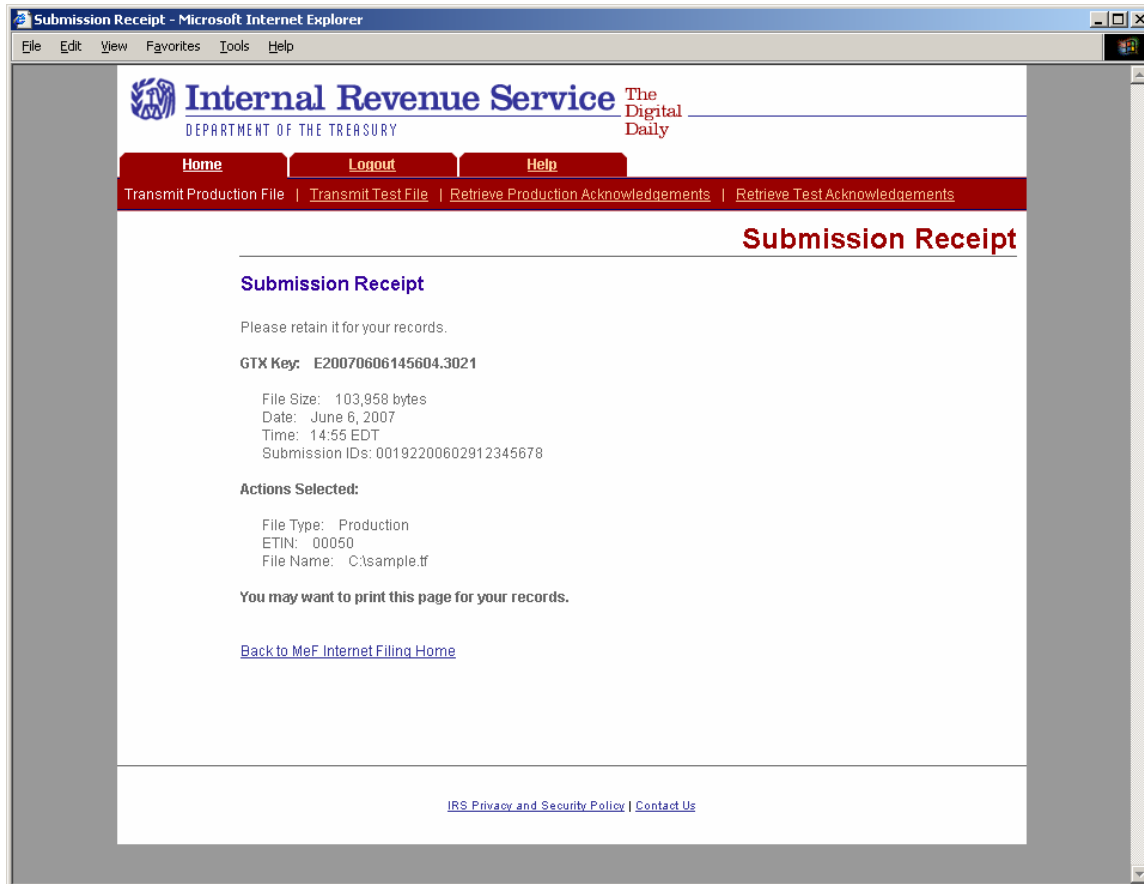 Submission Receipt - Microsoft Internet Explorer
File Edit View Favorites Tools Help
Internal Revenue Service
DEPARTMENT OF THE TREASURY
The
Digital
Daily
Home Logout Help
Transmit Production File | Transmit Test File | Retrieve Production Acknowledgements | Retrieve Test Acknowledgements
Submission Receipt
Submission Receipt
Please retain it for your records.
GTX Key: E20070606145604.3021
File Size: 103,958 bytes
Date: June 6, 2007
Time: 14:55 EDT
Submission IDs: 00192200602912345678
Actions Selected:
File Type: Production
ETIN: 00050
File Name: C:\sample.tf
You may want to print this page for your records.
Back to MeF Internet Filing Home
IRS Privacy and Security Policy | Contact Us